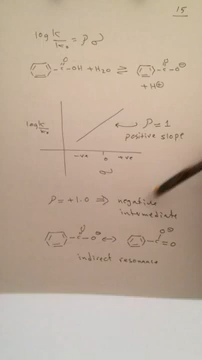 15
log K/K₀ = ρσ
C O OH + H₂O ⇌ C O O⊖
+ H⊕
log K/K₀
ρ = 1
positive slope
-ve 0 +ve
σ
ρ = +1.0 ⇒ negative
intermediate
C O O⊖ ↔ C O⊖ O
indirect resonance